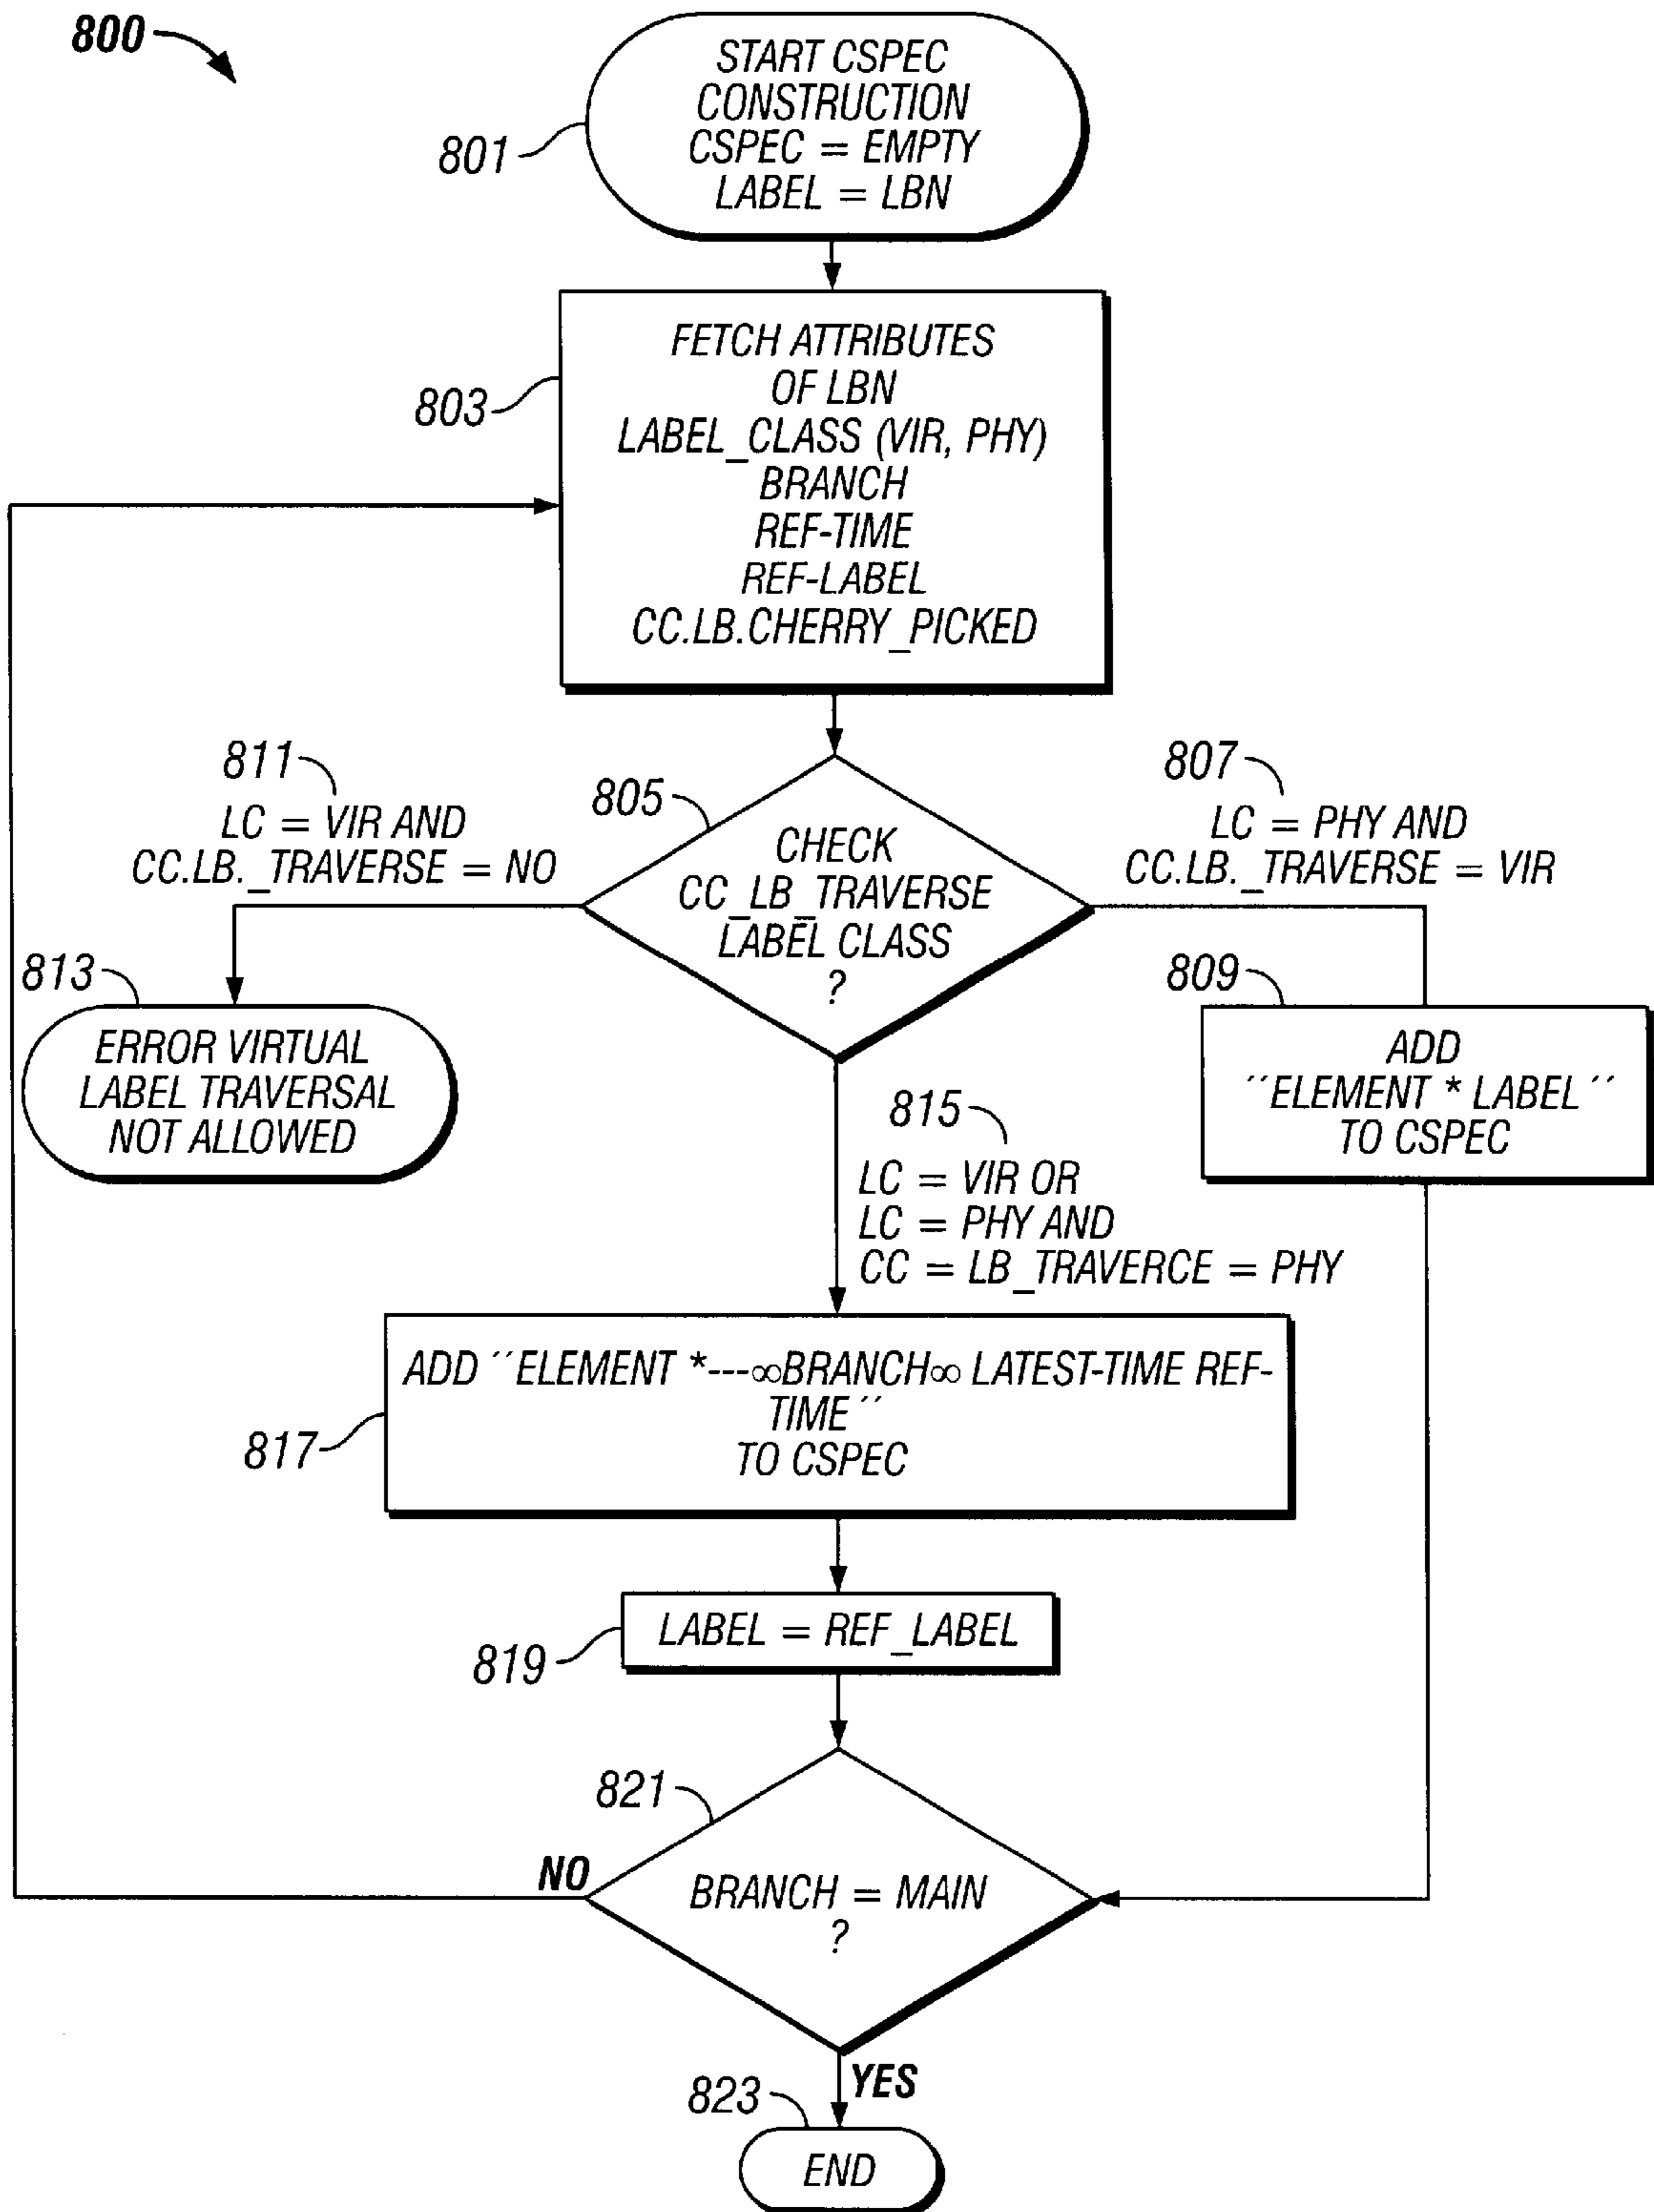 800
START CSPEC
CONSTRUCTION
CSPEC = EMPTY
LABEL = LBN
801
FETCH ATTRIBUTES
OF LBN
LABEL_CLASS (VIR, PHY)
BRANCH
REF-TIME
REF-LABEL
CC.LB.CHERRY_PICKED
803
811
LC = VIR AND
CC.LB._TRAVERSE = NO
805
CHECK
CC_LB_TRAVERSE
LABEL CLASS
?
807
LC = PHY AND
CC.LB._TRAVERSE = VIR
813
ERROR VIRTUAL
LABEL TRAVERSAL
NOT ALLOWED
809
ADD
´´ELEMENT * LABEL ´´
TO CSPEC
815
LC = VIR OR
LC = PHY AND
CC = LB_TRAVERCE = PHY
ADD ´´ELEMENT *---∞BRANCH∞ LATEST-TIME REF-
TIME´´
TO CSPEC
817
LABEL = REF_LABEL
819
821
NO
BRANCH = MAIN
?
YES
823
END